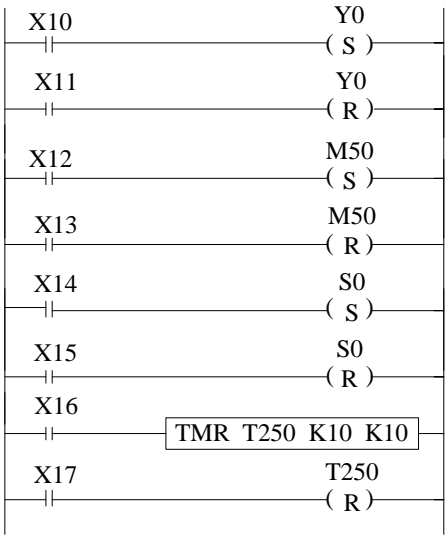 X10 Y0
( S )
X11 Y0
( R )
X12 M50
( S )
X13 M50
( R )
X14 S0
( S )
X15 S0
( R )
X16
TMR T250 K10 K10
X17 T250
( R )